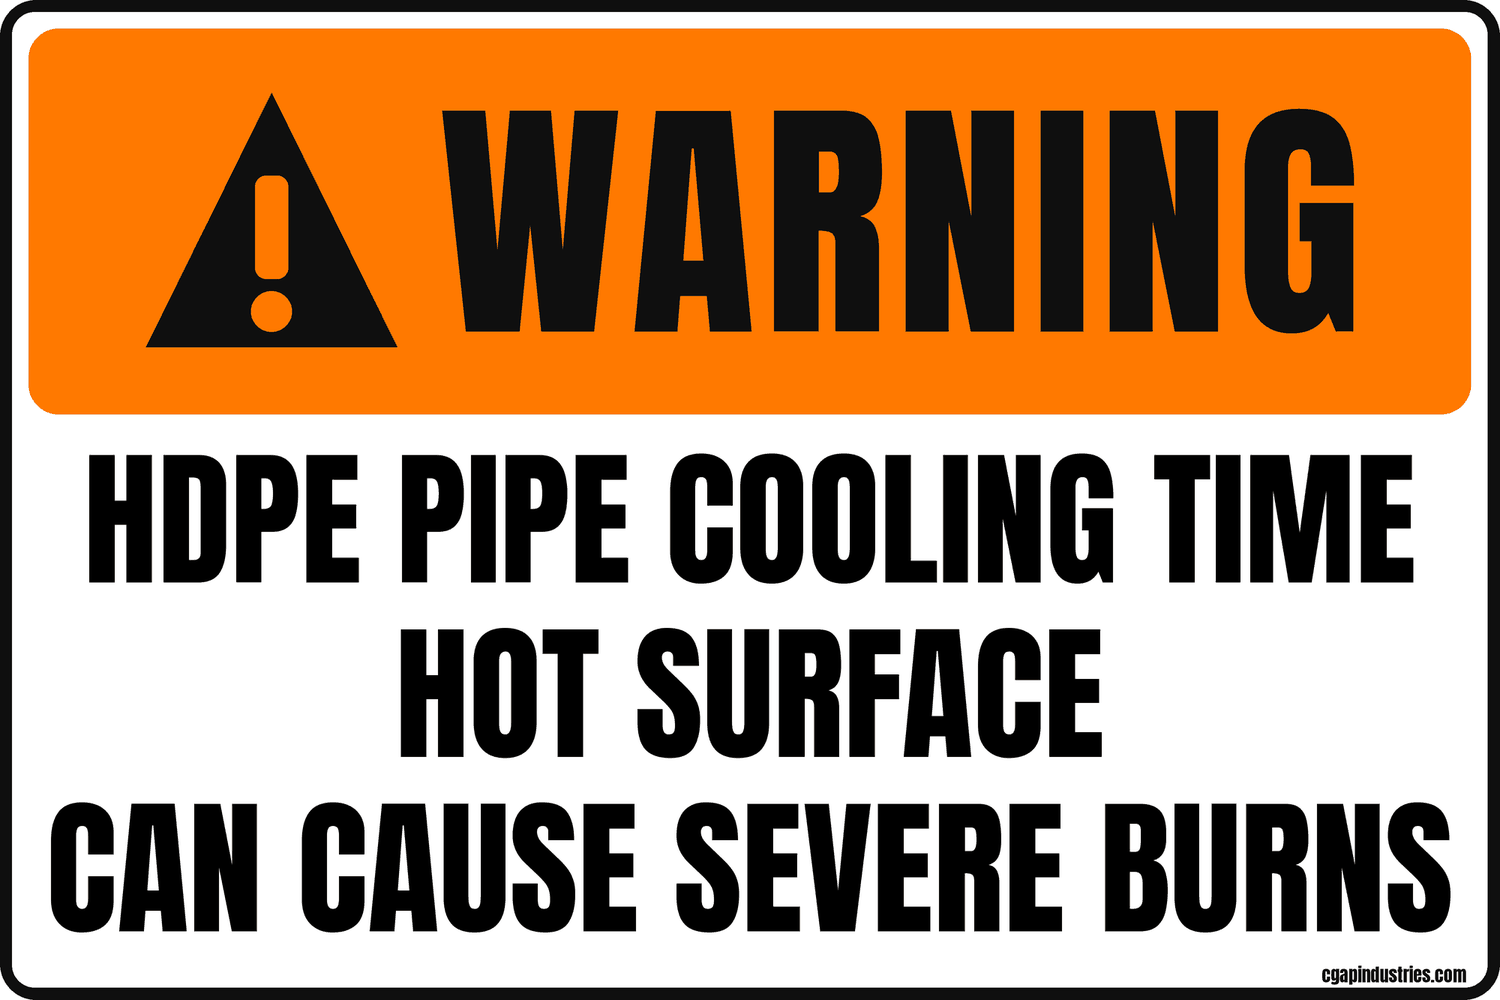 WARNING
HDPE PIPE COOLING TIME
HOT SURFACE
CAN CAUSE SEVERE BURNS
cgapindustries.com